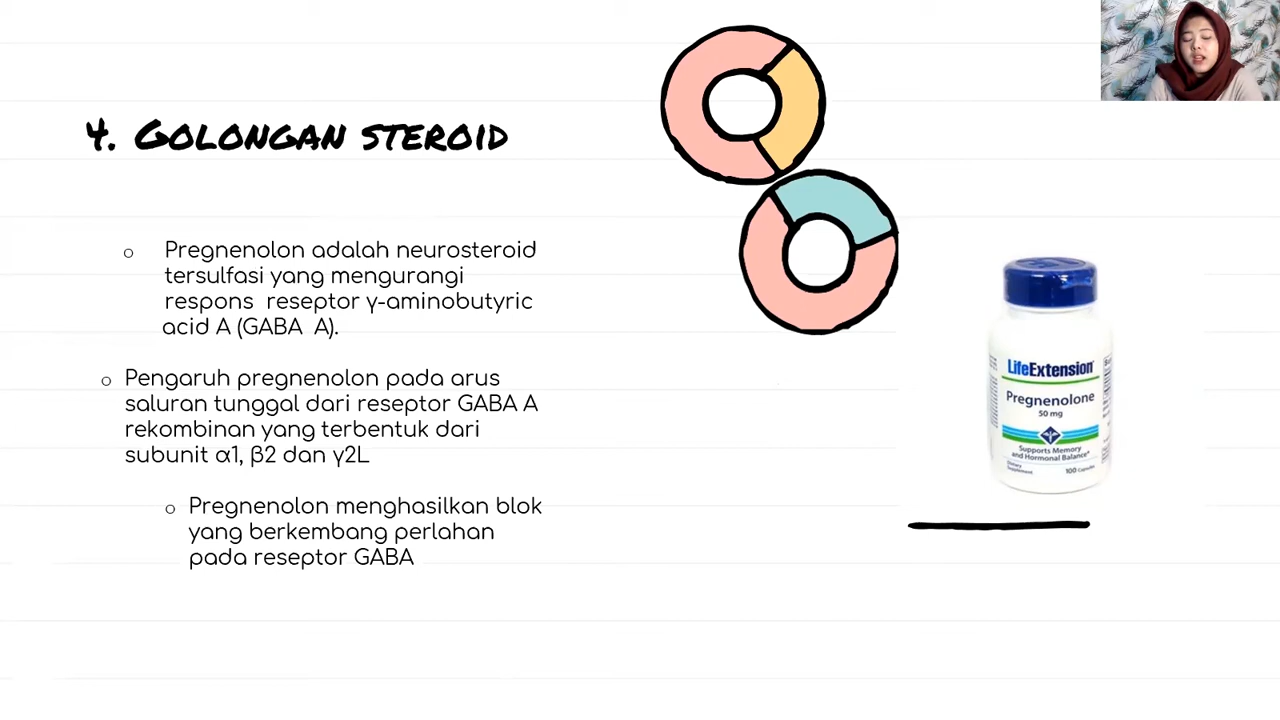 4. Golongan steroid
o Pregnenolon adalah neurosteroid
tersulfasi yang mengurangi
respons reseptor γ-aminobutyric
acid A (GABA A).
o Pengaruh pregnenolon pada arus
saluran tunggal dari reseptor GABA A
rekombinan yang terbentuk dari
subunit α1, β2 dan γ2L
o Pregnenolon menghasilkan blok
yang berkembang perlahan
pada reseptor GABA
LifeExtension
Pregnenolone
50 mg
Supports Memory
and Hormonal Balance*
Dietary
Supplement
100 Capsules